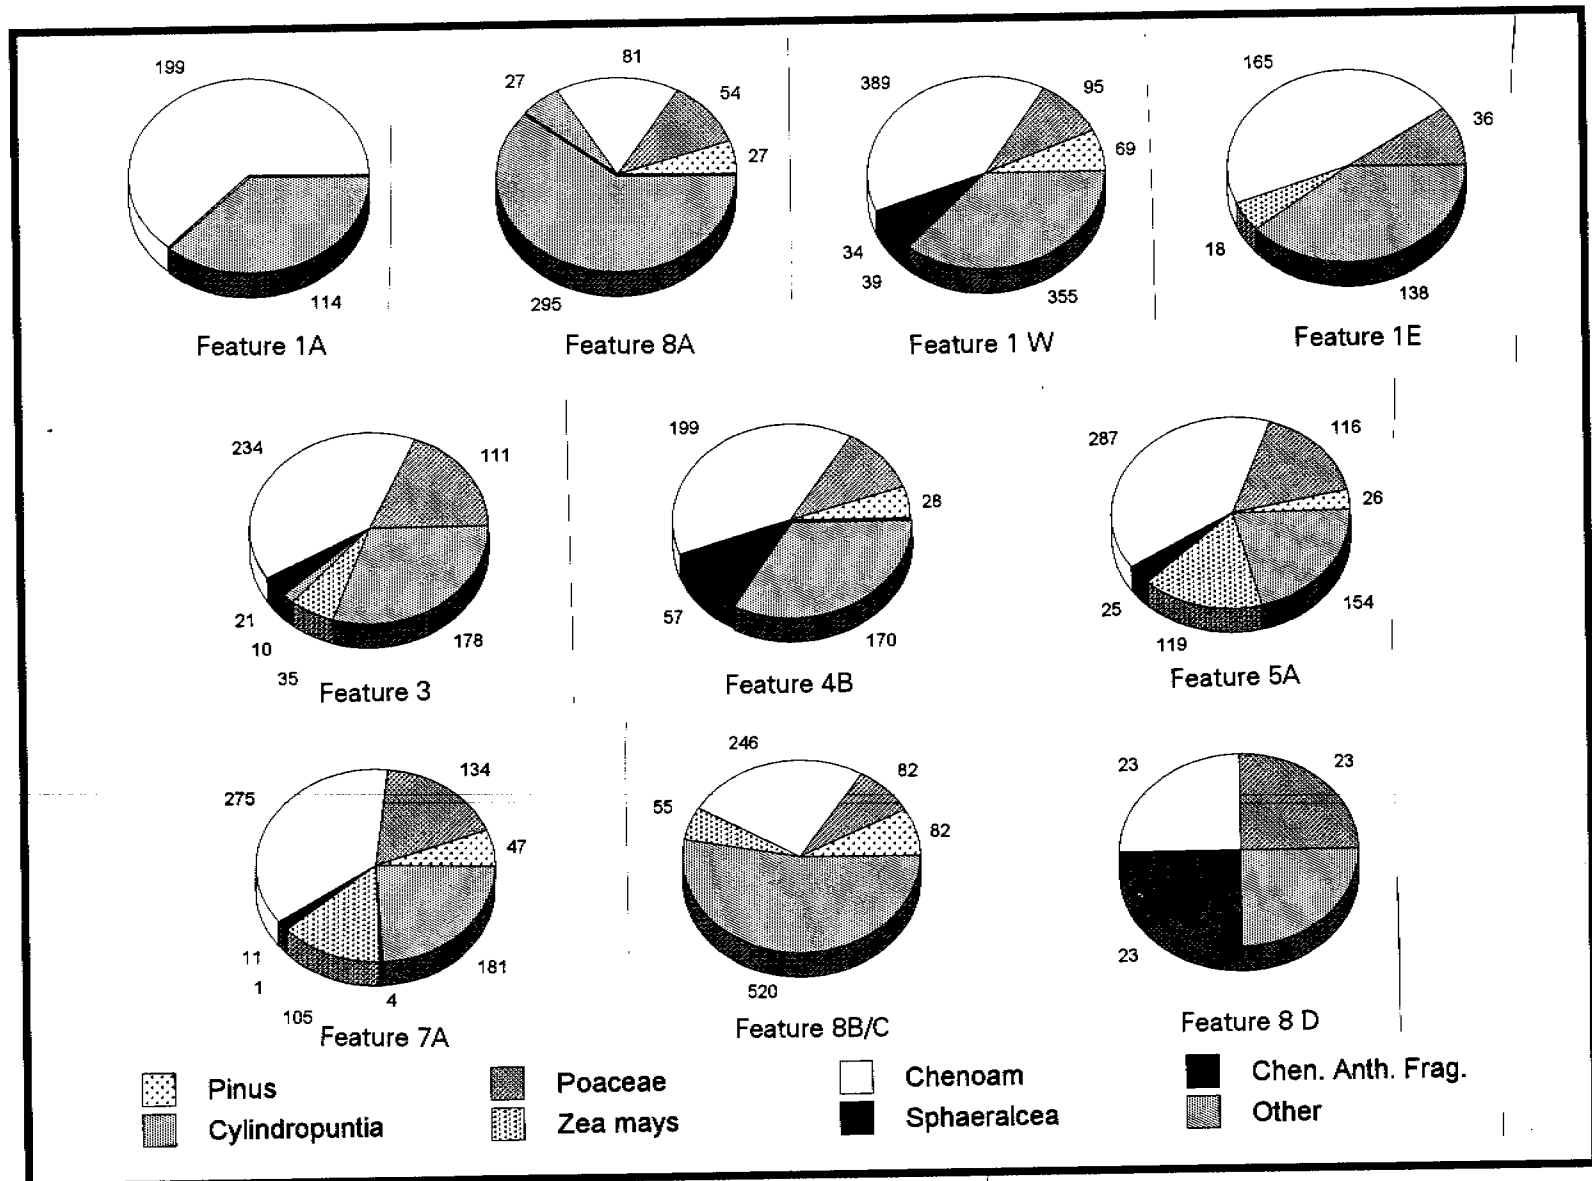 199
114
Feature 1A
81
27
54
27
295
Feature 8A
389
95
69
34
39
355
Feature 1 W
165
36
18
138
Feature 1E
234
111
21
10
35
178
Feature 3
199
28
57
170
Feature 4B
287
116
26
25
119
154
Feature 5A
275
134
47
11
1
105
4
181
Feature 7A
246
82
55
82
520
Feature 8B/C
23
23
23
Feature 8 D
Pinus
Poaceae
Chenoam
Chen. Anth. Frag.
Cylindropuntia
Zea mays
Sphaeralcea
Other